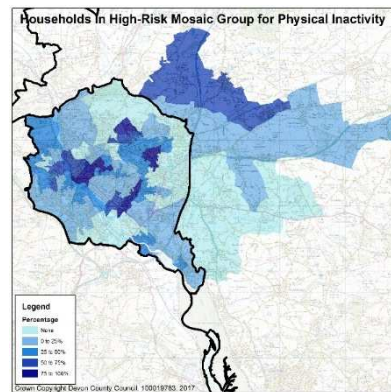 Households in High-Risk Mosaic Group for Physical Inactivity
Legend
Percentage
None
0 to 25%
25 to 50%
50 to 75%
75 to 100%
Crown Copyright Devon County Council. 100019783. 2017